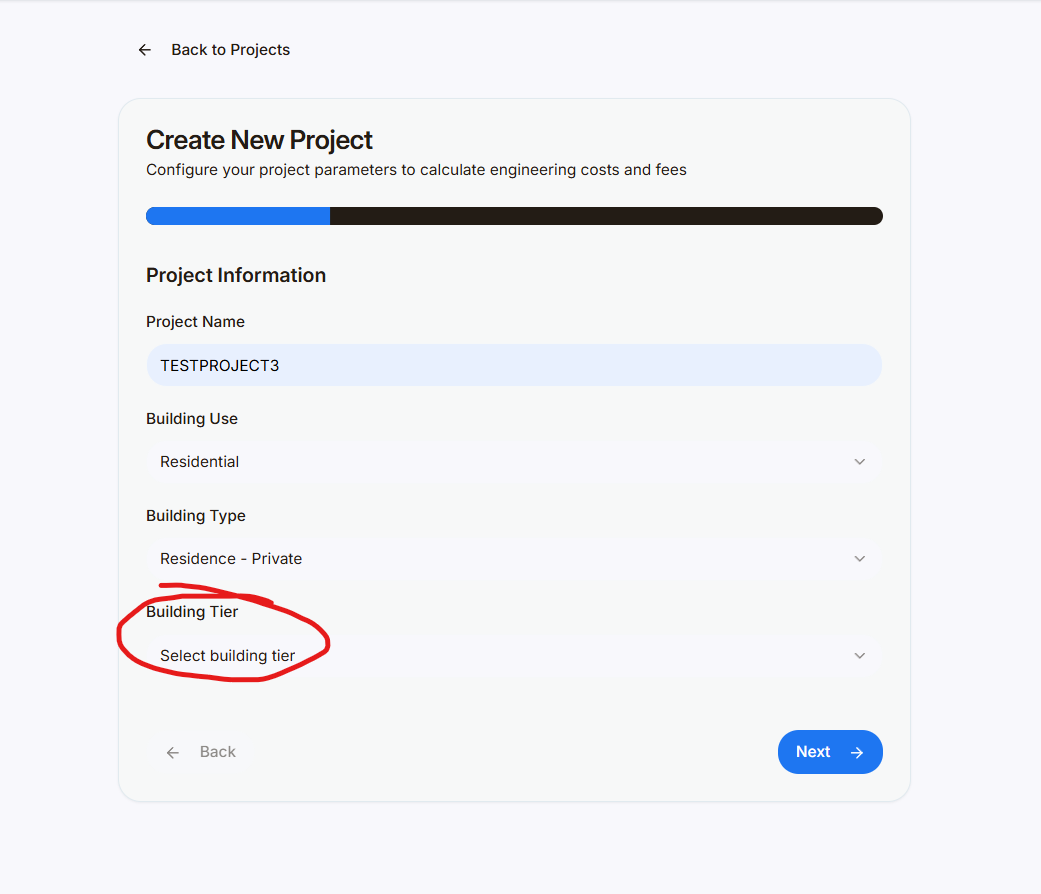 Back to Projects
Create New Project
Configure your project parameters to calculate engineering costs and fees
Project Information
Project Name
TESTPROJECT3
Building Use
Residential
Building Type
Residence - Private
Building Tier
Select building tier
Back
Next